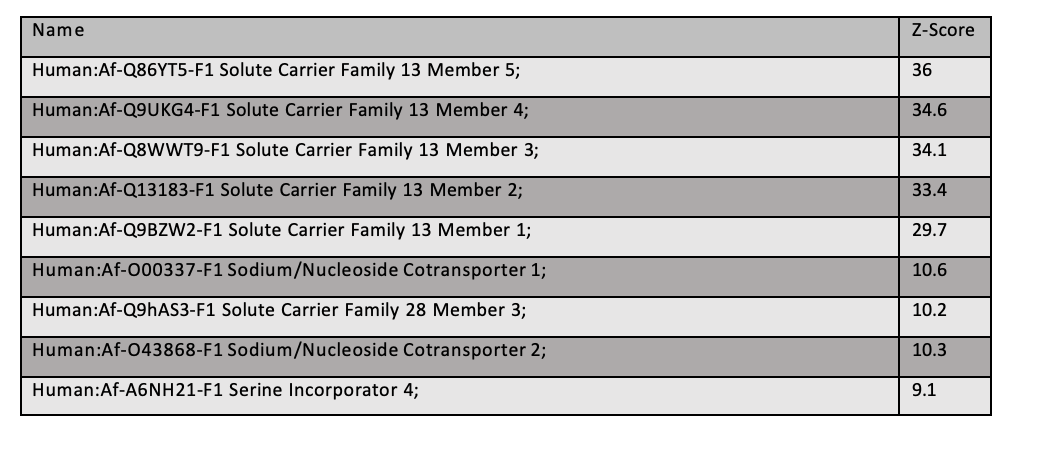 Name Z-Score
Human:Af-Q86YT5-F1 Solute Carrier Family 13 Member 5; 36
Human:Af-Q9UKG4-F1 Solute Carrier Family 13 Member 4; 34.6
Human:Af-Q8WWT9-F1 Solute Carrier Family 13 Member 3; 34.1
Human:Af-Q13183-F1 Solute Carrier Family 13 Member 2; 33.4
Human:Af-Q9BZW2-F1 Solute Carrier Family 13 Member 1; 29.7
Human:Af-O00337-F1 Sodium/Nucleoside Cotransporter 1; 10.6
Human:Af-Q9hAS3-F1 Solute Carrier Family 28 Member 3; 10.2
Human:Af-O43868-F1 Sodium/Nucleoside Cotransporter 2; 10.3
Human:Af-A6NH21-F1 Serine Incorporator 4; 9.1